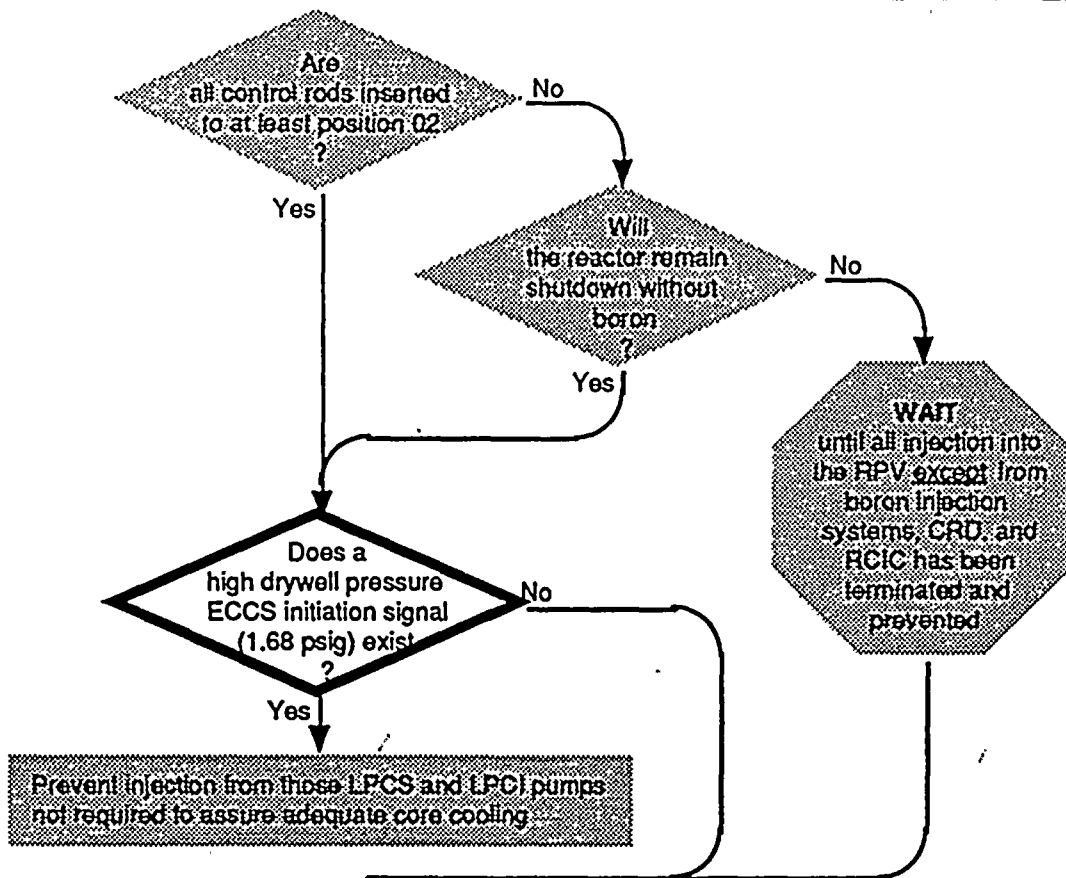 Are
all control rods inserted
to at least position 02
?
No
Yes
Will
the reactor remain
shutdown without
boron
?
No
Yes
WAIT
until all injection into
the RPV except from
boron injection
systems, CRD, and
RCIC has been
terminated and
prevented
Does a
high drywell pressure
ECCS initiation signal
(1.68 psig) exist
?
No
Yes
Prevent injection from those LPCS and LPCI pumps
not required to assure adequate core cooling